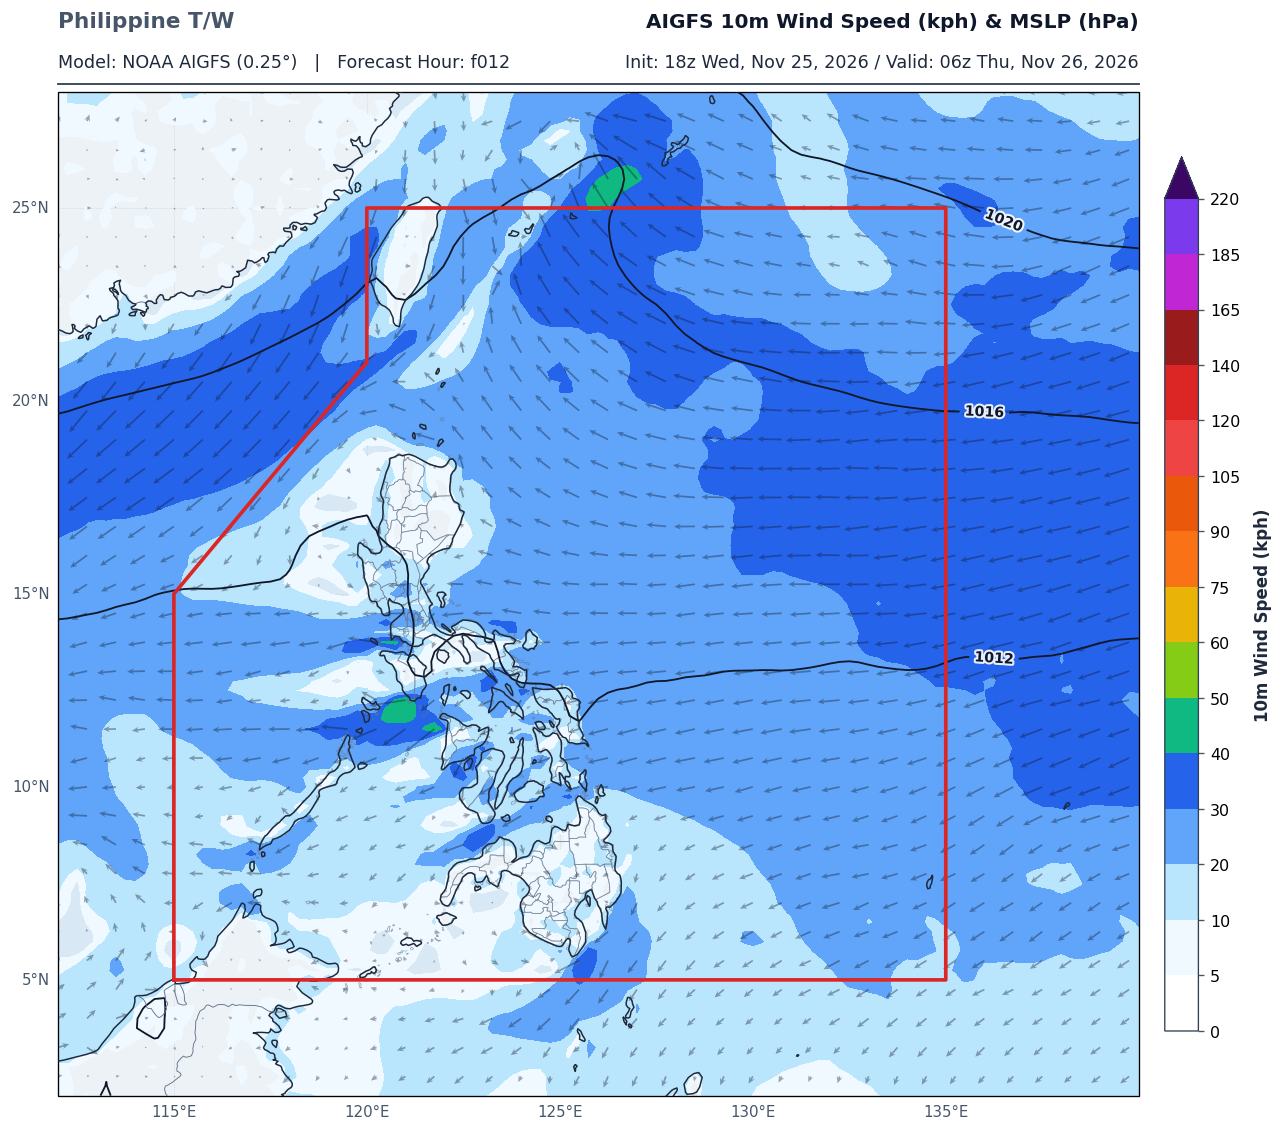 Philippine T/W
AIGFS 10m Wind Speed (kph) & MSLP (hPa)
Model: NOAA AIGFS (0.25°)   |   Forecast Hour: f012
Init: 18z Wed, Nov 25, 2026 / Valid: 06z Thu, Nov 26, 2026
25°N
20°N
15°N
10°N
5°N
115°E
120°E
125°E
130°E
135°E
1020
1016
1012
220
185
165
140
120
105
90
75
60
50
40
30
20
10
5
0
10m Wind Speed (kph)